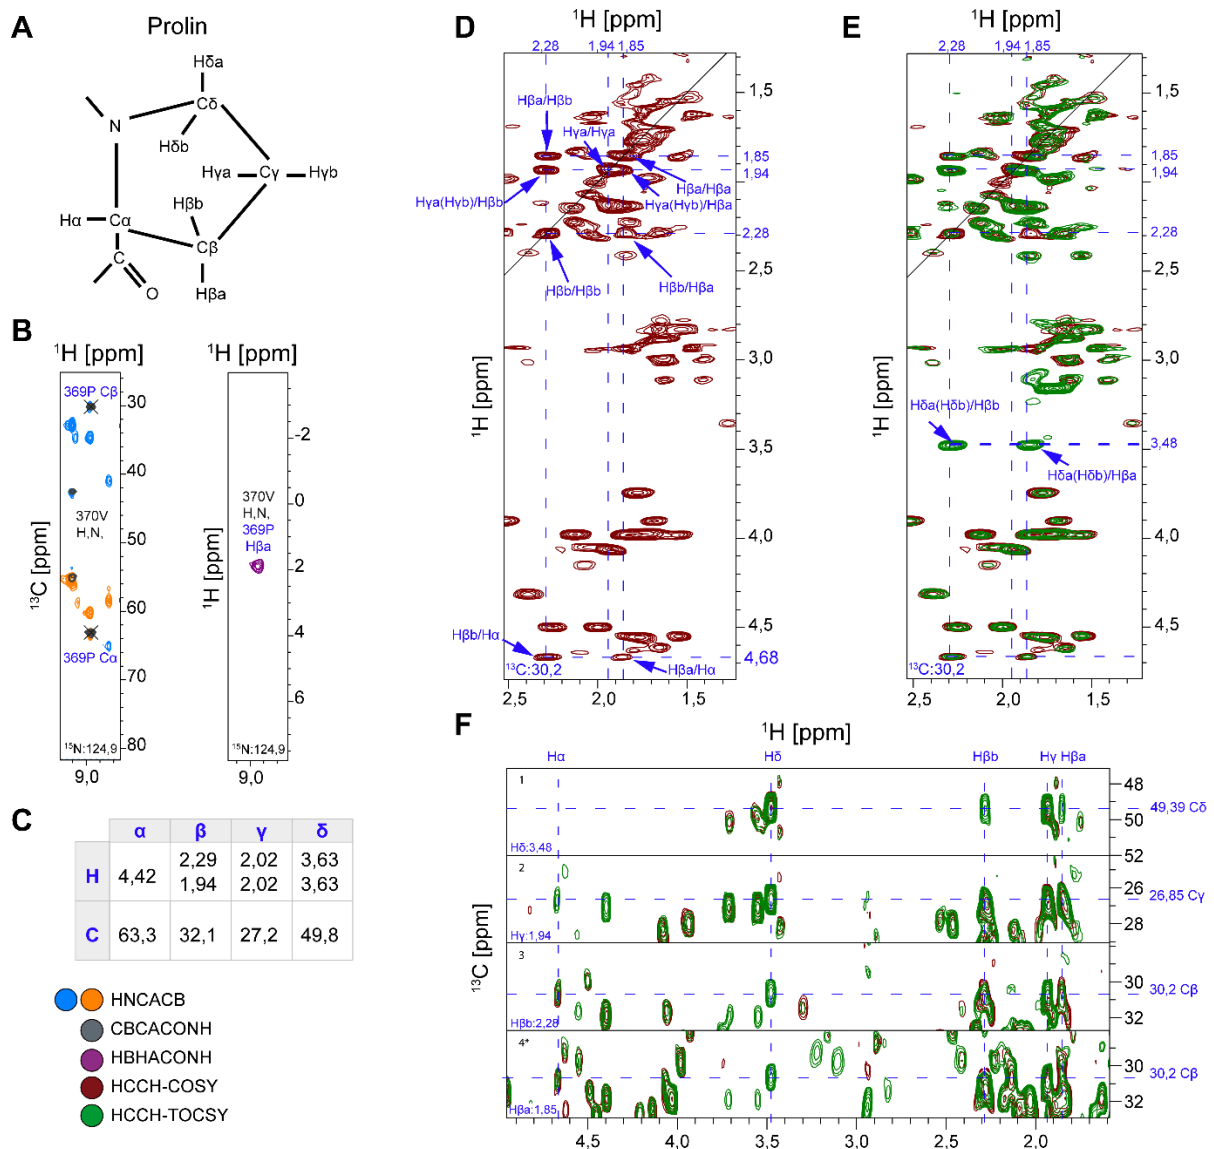 A
Prolin
Hδa
Cδ
N
Hδb
Hγa
Cγ
Hγb
Hβb
Hα
Cα
C
Cβ
O
Hβa
B
¹H [ppm]
¹H [ppm]
369P Cβ
30
40
370V
H,N,
50
60
369P Cα
70
80
¹⁵N:124,9
9,0
¹³C [ppm]
-2
0
370V
H,N,
369P
Hβa
2
4
6
¹⁵N:124,9
9,0
¹H [ppm]
C
α β γ δ
H 4,42 2,29 2,02 3,63
1,94 2,02 3,63
C 63,3 32,1 27,2 49,8
HNCACB
CBCACONH
HBHACONH
HCCH-COSY
HCCH-TOCSY
D
¹H [ppm]
2,28 1,94 1,85
Hβa/Hβb
Hγa/Hγa
1,5
1,85
1,94
Hβa/Hβa
Hγa(Hγb)/Hβb
Hγa(Hγb)/Hβa
2,28
2,5
Hβb/Hβb
Hβb/Hβa
3,0
¹H [ppm]
3,5
4,0
4,5
Hβb/Hα
4,68
¹³C:30,2
Hβa/Hα
2,5 2,0 1,5
E
¹H [ppm]
2,28 1,94 1,85
1,5
1,85
1,94
2,28
2,5
3,0
¹H [ppm]
Hδa(Hδb)/Hβb
3,48
Hδa(Hδb)/Hβa
4,0
4,5
¹³C:30,2
2,5 2,0 1,5
F
¹H [ppm]
Hα Hδ Hβb Hγ Hβa
1
48
49,39 Cδ
50
Hδ:3,48
52
2
26
26,85 Cγ
28
Hγ:1,94
¹³C [ppm]
3
30
30,2 Cβ
32
Hβb:2,28
4*
30
30,2 Cβ
32
Hβa:1,85
4,5 4,0 3,5 3,0 2,5 2,0